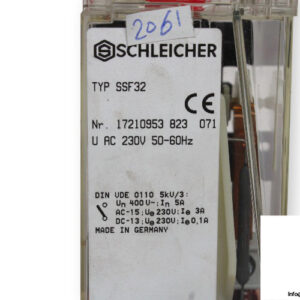 2061
SCHLEICHER
TYP SSF32
CE
Nr. 17210953 823 071
U AC 230V 50-60Hz
DIN VDE 0110 5kV/3:
Un 400V~; In 5A
AC-15; Ue 230V; Ie 3A
DC-13; Ue 230V; Ie 0,1A
MADE IN GERMANY